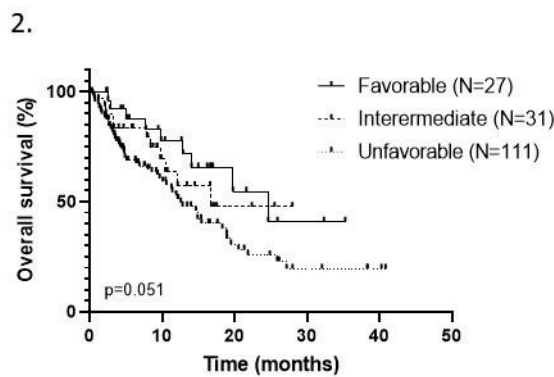 2.
Overall survival (%)
100
50
0
Favorable (N=27)
Interermediate (N=31)
Unfavorable (N=111)
p=0.051
0 10 20 30 40 50
Time (months)